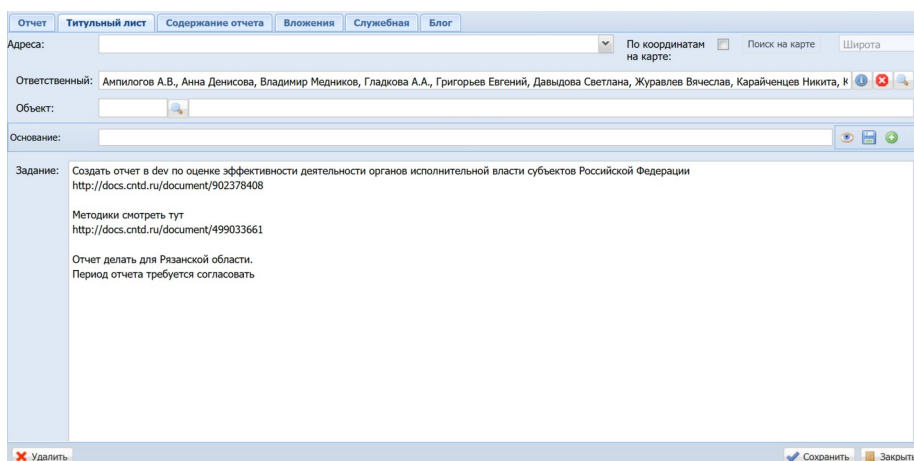 Отчет Титульный лист Содержание отчета Вложения Служебная Блог
Адреса: По координатам на карте: Поиск на карте Широта
Ответственный: Ампилогов А.В., Анна Денисова, Владимир Медников, Гладкова А.А., Григорьев Евгений, Давыдова Светлана, Журавлев Вячеслав, Карайченцев Никита, К
Объект:
Основание:
Задание: Создать отчет в dev по оценке эффективности деятельности органов исполнительной власти субъектов Российской Федерации
http://docs.cntd.ru/document/902378408
Методики смотреть тут
http://docs.cntd.ru/document/499033661
Отчет делать для Рязанской области.
Период отчета требуется согласовать
Удалить Сохранить Закрыть